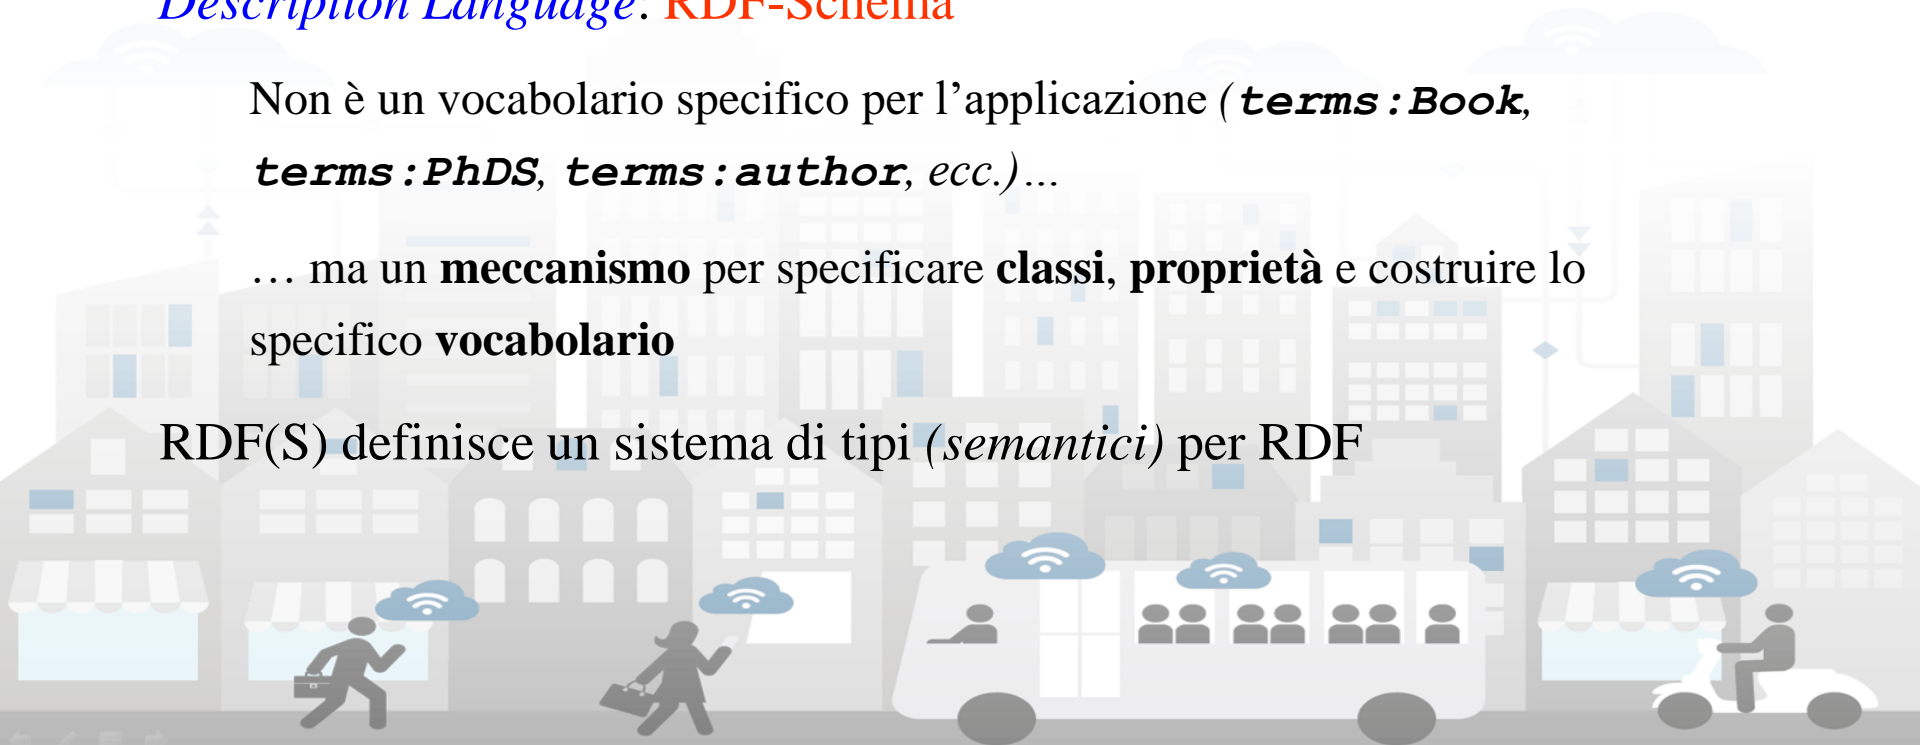 Description Language: RDF-Schema
Non è un vocabolario specifico per l’applicazione (terms:Book,
terms:PhDS, terms:author, ecc.)…
… ma un meccanismo per specificare classi, proprietà e costruire lo
specifico vocabolario
RDF(S) definisce un sistema di tipi (semantici) per RDF